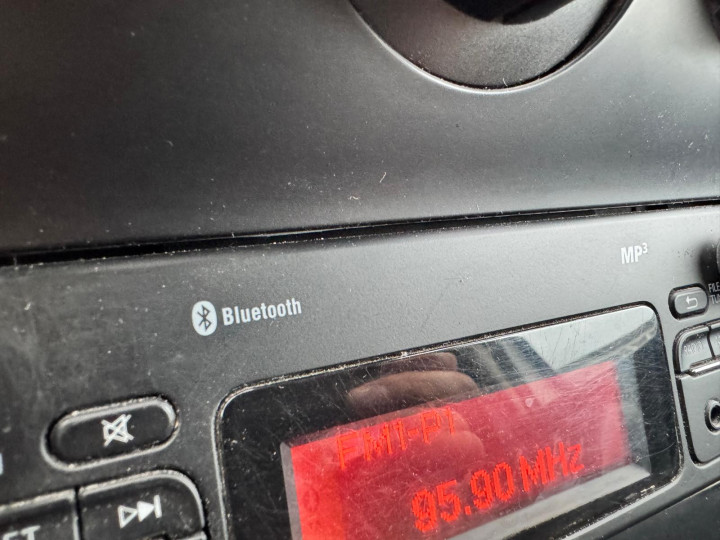 MP3
Bluetooth
FM1-P1
95.90 MHz